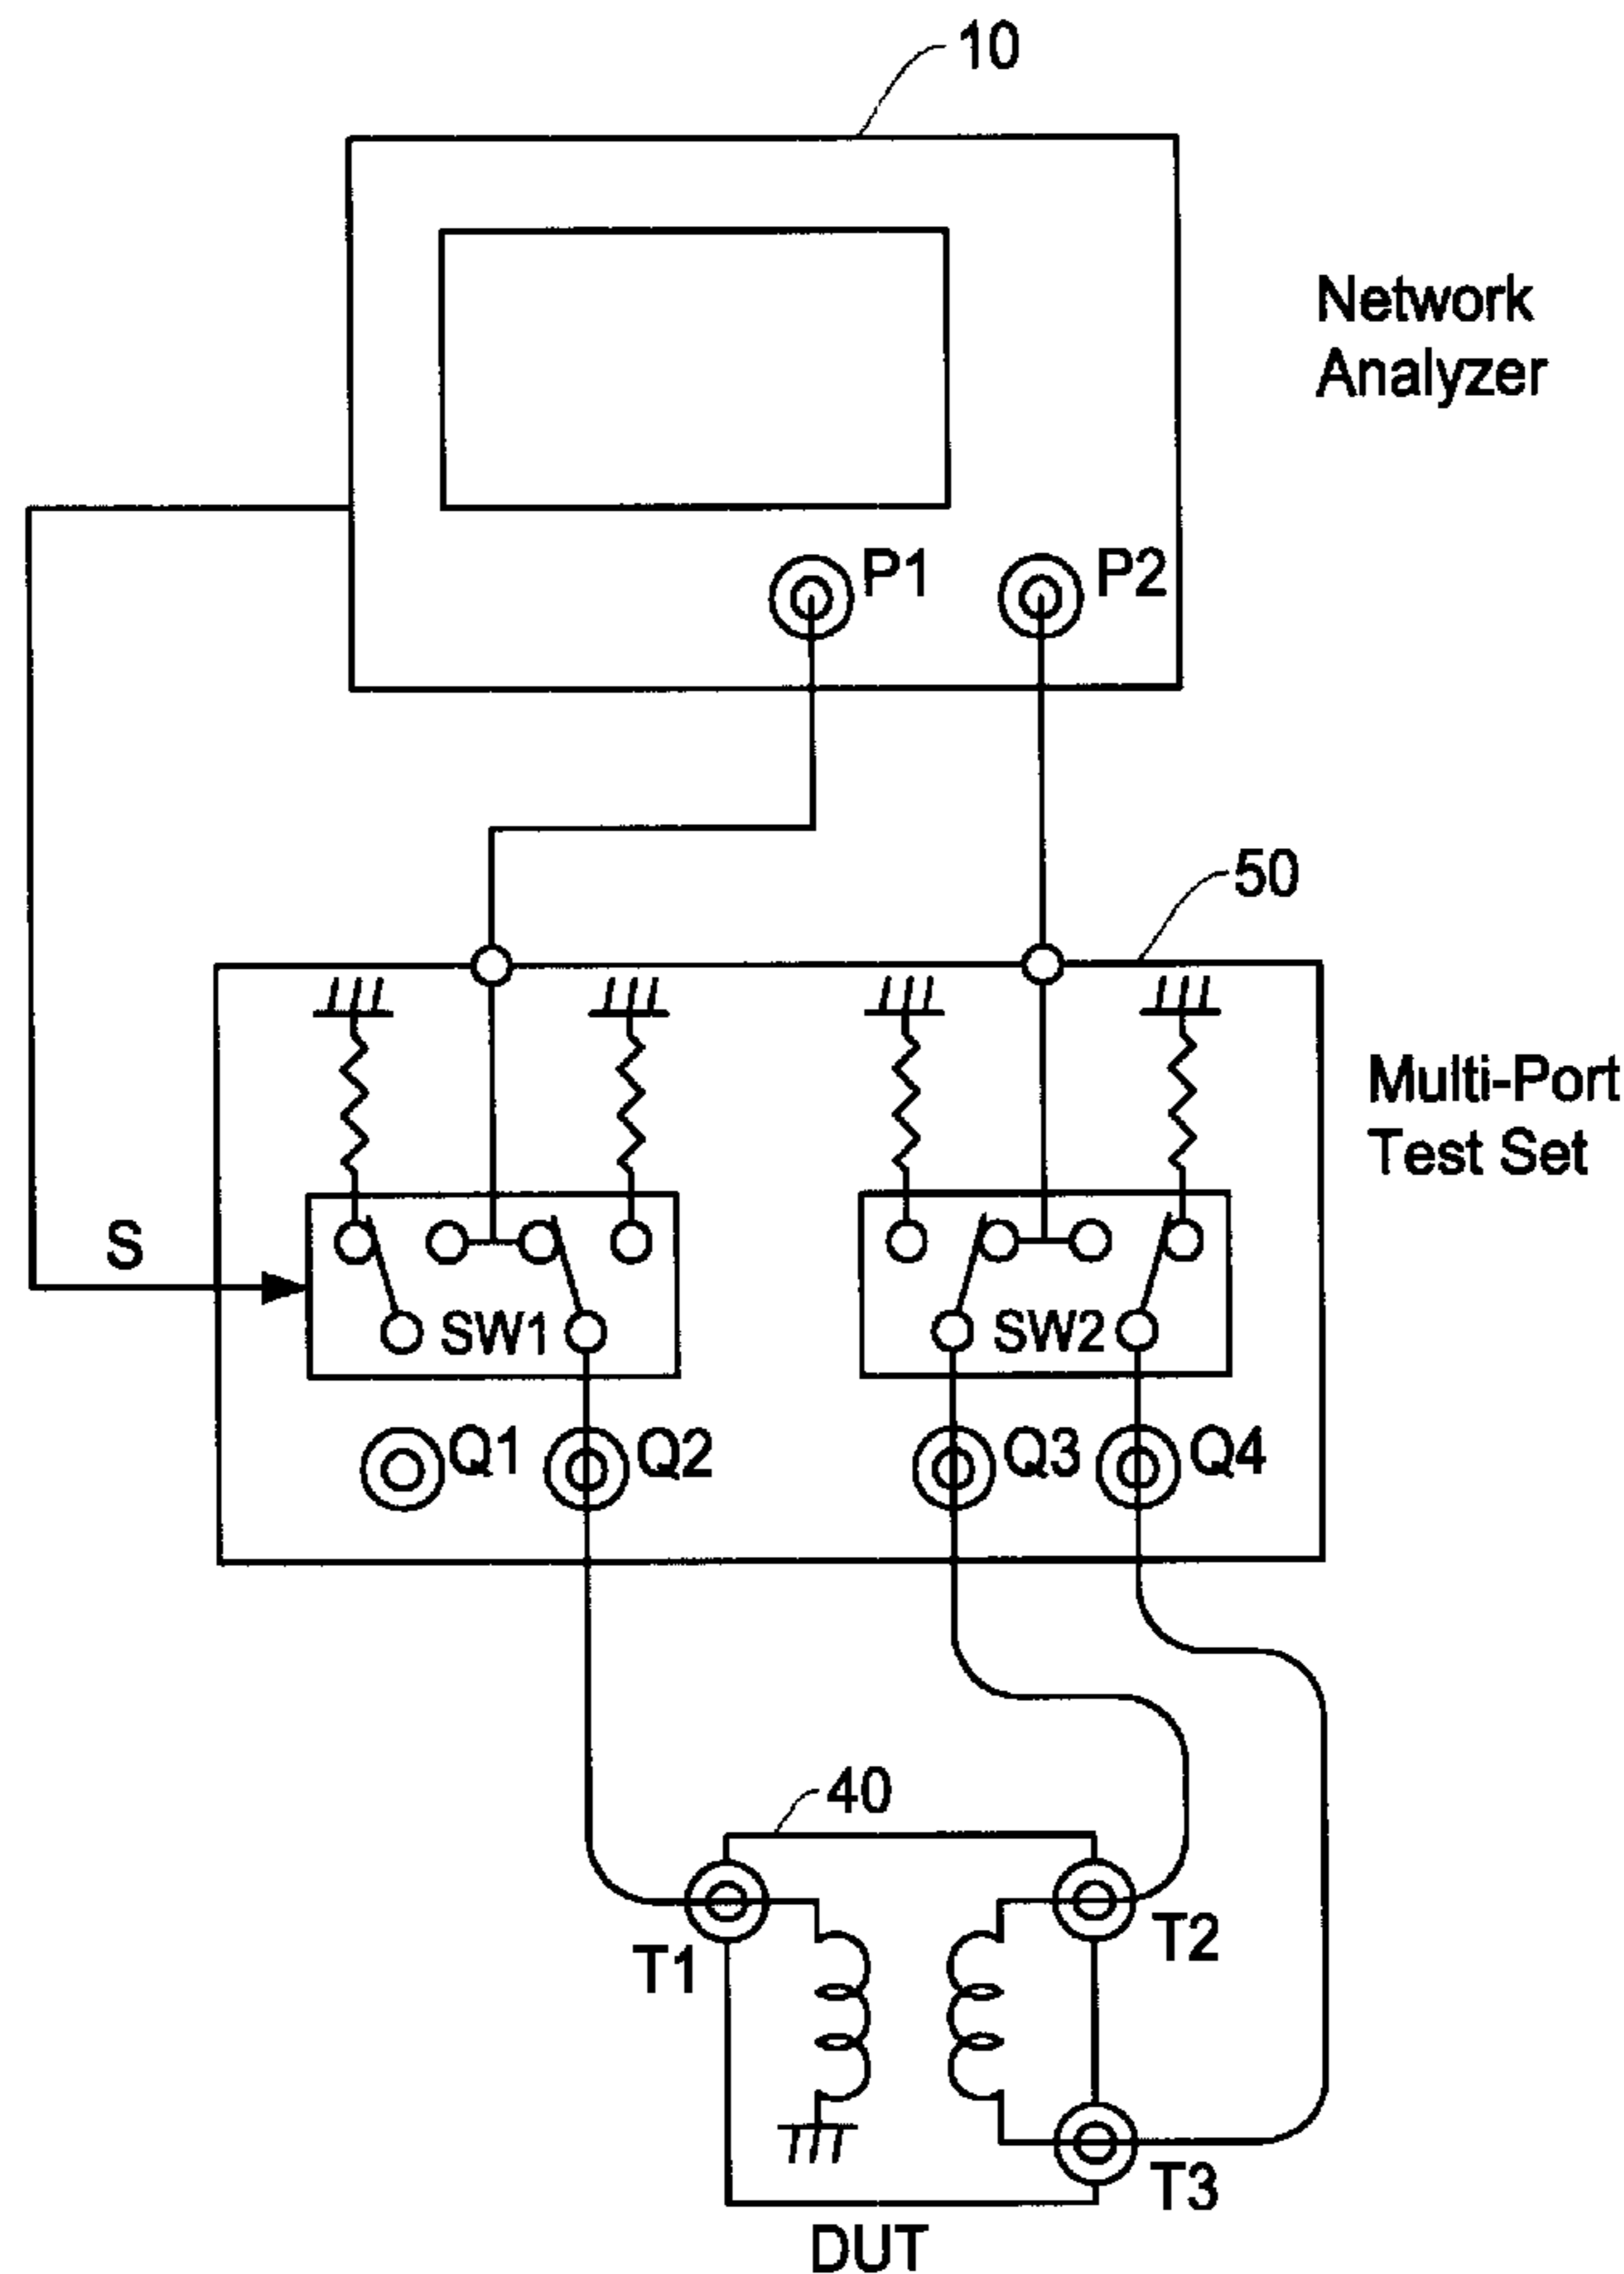 10
Network
Analyzer
P1
P2
50
Multi-Port
Test Set
S
SW1
SW2
Q1
Q2
Q3
Q4
40
T1
T2
T3
DUT